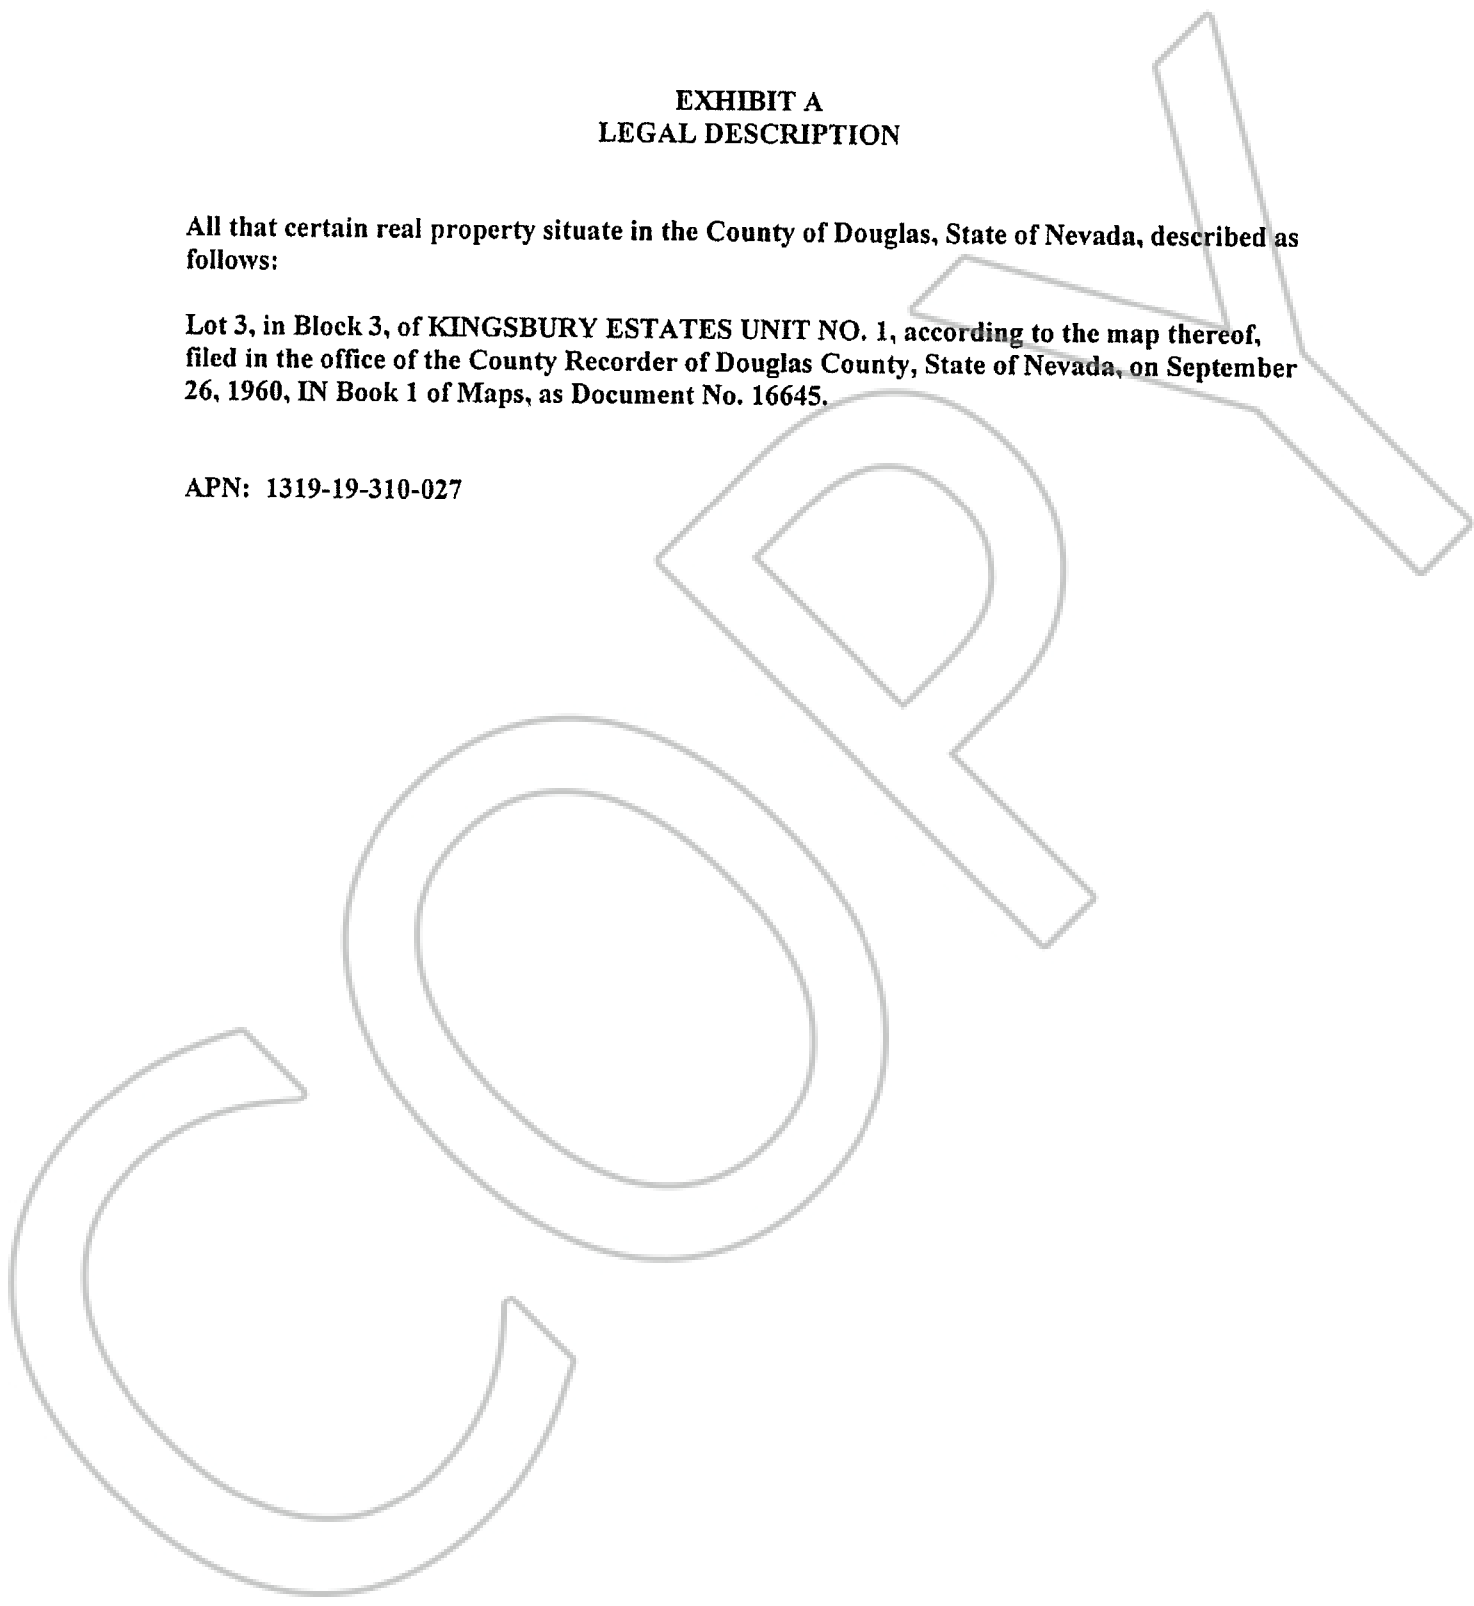 EXHIBIT A
LEGAL DESCRIPTION
All that certain real property situate in the County of Douglas, State of Nevada, described as
follows:
Lot 3, in Block 3, of KINGSBURY ESTATES UNIT NO. 1, according to the map thereof,
filed in the office of the County Recorder of Douglas County, State of Nevada, on September
26, 1960, IN Book 1 of Maps, as Document No. 16645.
APN: 1319-19-310-027
COPY